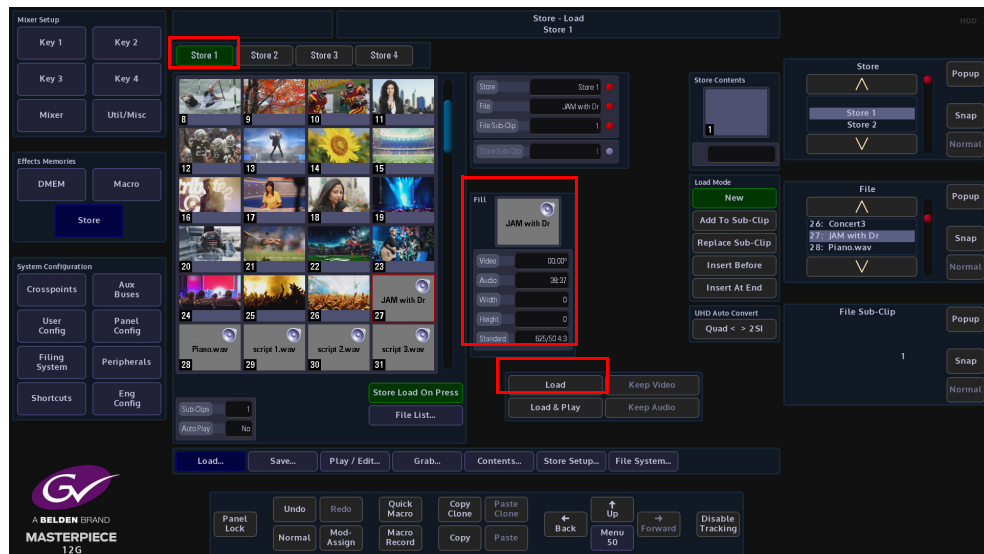 Mixer Setup
Key 1
Key 2
Key 3
Key 4
Mixer
Util/Misc
Effects Memories
DMEM
Macro
Store
System Configuration
Crosspoints
Aux
Buses
User
Config
Panel
Config
Filing
System
Peripherals
Shortcuts
Eng
Config
A BELDEN BRAND
MASTERPIECE
12G
Store - Load
Store 1
HDD
Store 1
Store 2
Store 3
Store 4
8
9
10
11
12
13
14
15
16
17
18
19
20
21
22
23
24
25
26
JAM with Dr
27
Piano.wav
28
script 1.wav
29
script 2.wav
30
script 3.wav
31
Sub-Clips
1
Auto Play
No
Store Load On Press
File List...
Store
Store 1
File
JAM with Dr
File Sub-Clip
1
Store Sub-Clip
1
Fill
JAM with Dr
Video
00:00°
Audio
38:37
Width
0
Height
0
Standard
625/50 4:3
Load
Keep Video
Load & Play
Keep Audio
Store Contents
1
Load Mode
New
Add To Sub-Clip
Replace Sub-Clip
Insert Before
Insert At End
UHD Auto Convert
Quad < > 2SI
Store
Store 1
Store 2
Popup
Snap
Normal
File
26: Concert3
27: JAM with Dr
28: Piano.wav
Popup
Snap
Normal
File Sub-Clip
1
Popup
Snap
Normal
Load...
Save...
Play / Edit...
Grab...
Contents...
Store Setup...
File System...
Panel
Lock
Undo
Redo
Normal
Mod-
Assign
Quick
Macro
Macro
Record
Copy
Clone
Paste
Clone
Copy
Paste
Back
Up
Menu
50
Forward
Disable
Tracking